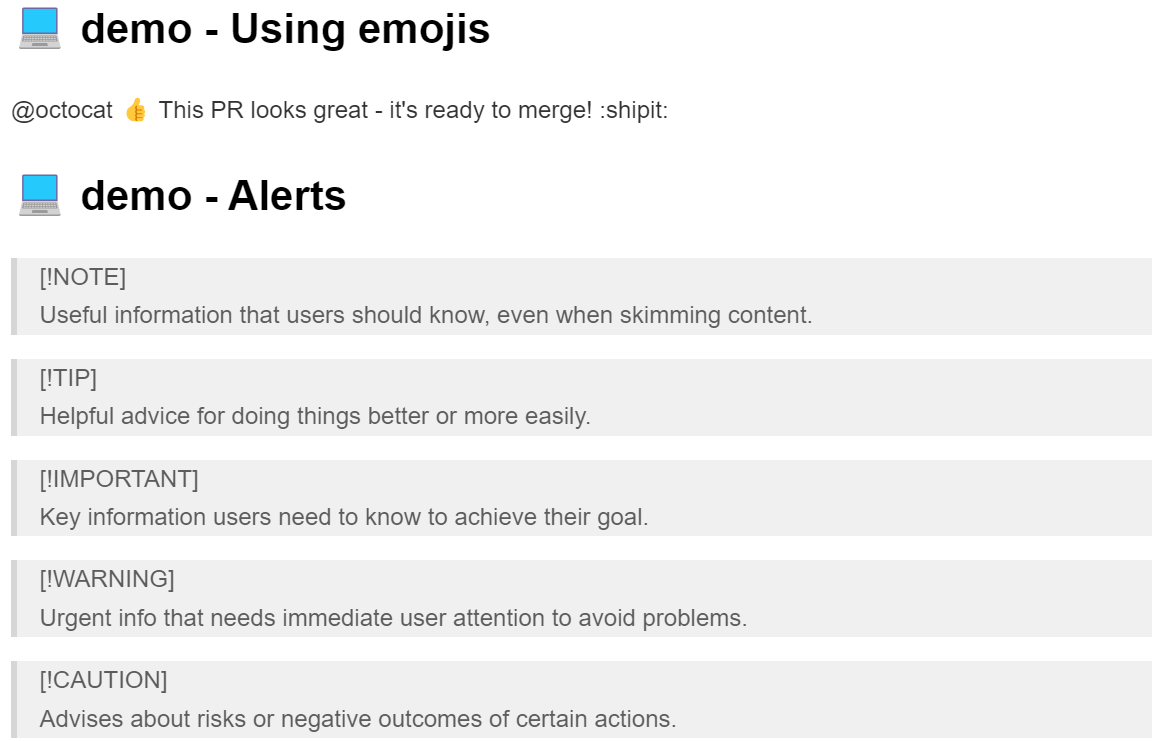 💻 demo - Using emojis
@octocat 👍 This PR looks great - it's ready to merge! :shipit:
💻 demo - Alerts
[!NOTE]
Useful information that users should know, even when skimming content.
[!TIP]
Helpful advice for doing things better or more easily.
[!IMPORTANT]
Key information users need to know to achieve their goal.
[!WARNING]
Urgent info that needs immediate user attention to avoid problems.
[!CAUTION]
Advises about risks or negative outcomes of certain actions.